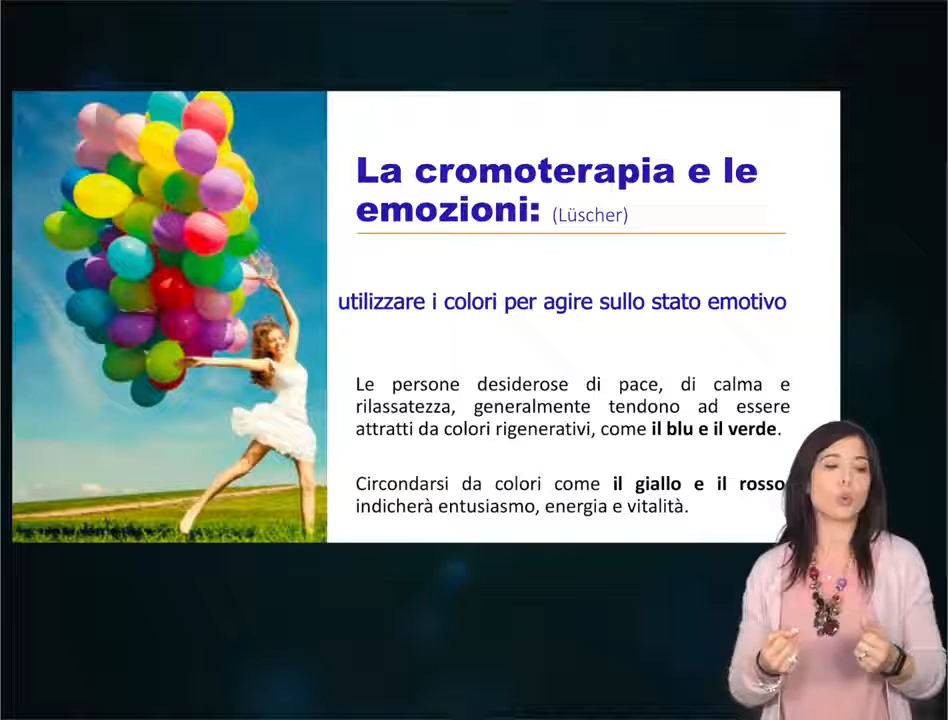 La cromoterapia e le
emozioni: (Lüscher)
utilizzare i colori per agire sullo stato emotivo
Le persone desiderose di pace, di calma e
rilassatezza, generalmente tendono ad essere
attratti da colori rigenerativi, come il blu e il verde.
Circondarsi da colori come il giallo e il rosso
indicherà entusiasmo, energia e vitalità.